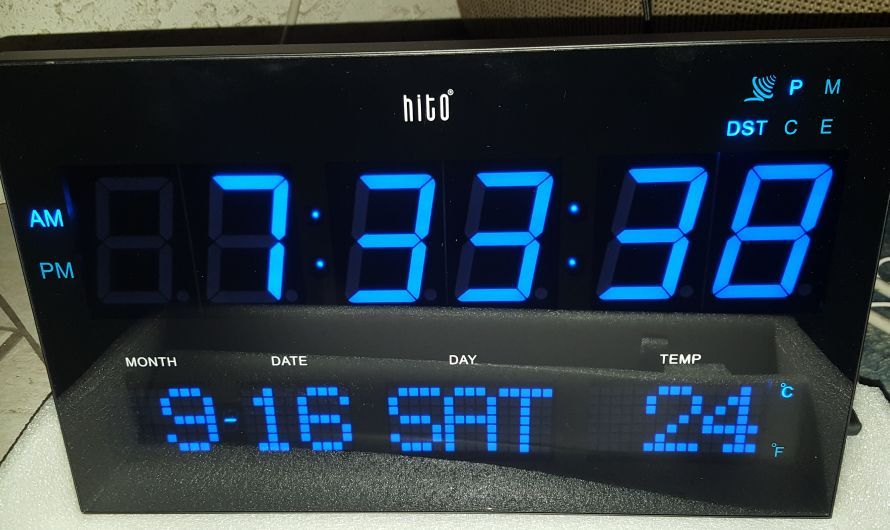 hito®
P M
DST C E
AM 7:33:38
PM
MONTH DATE DAY TEMP
9-16 SAT 24 °C
°F